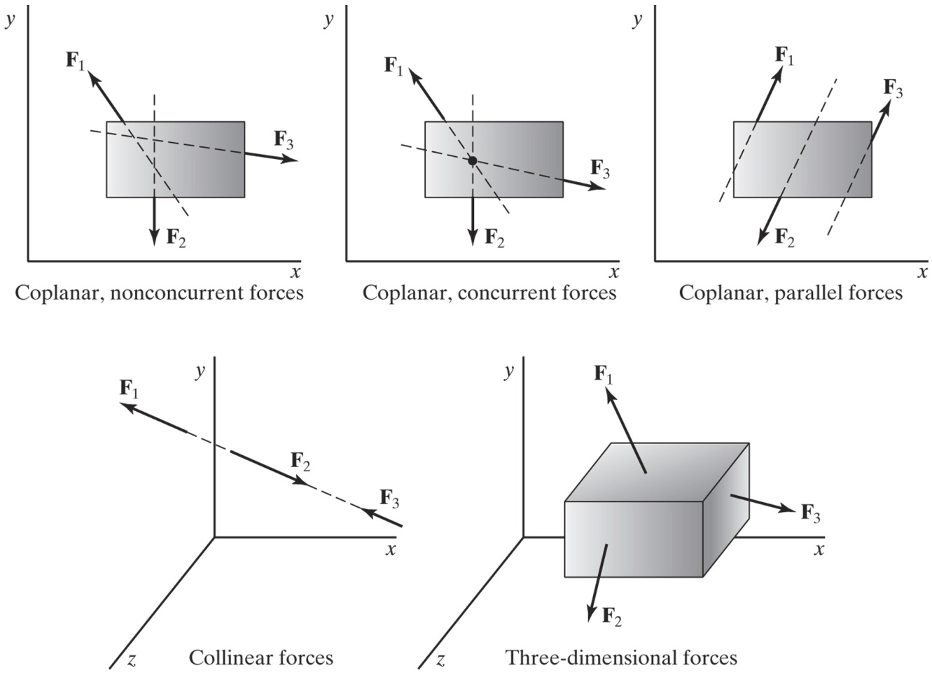 y
F1
F3
F2
x
Coplanar, nonconcurrent forces
y
F1
F3
F2
x
Coplanar, concurrent forces
y
F1
F3
F2
x
Coplanar, parallel forces
y
F1
F2
F3
x
z
Collinear forces
y
F1
F3
x
F2
z
Three-dimensional forces